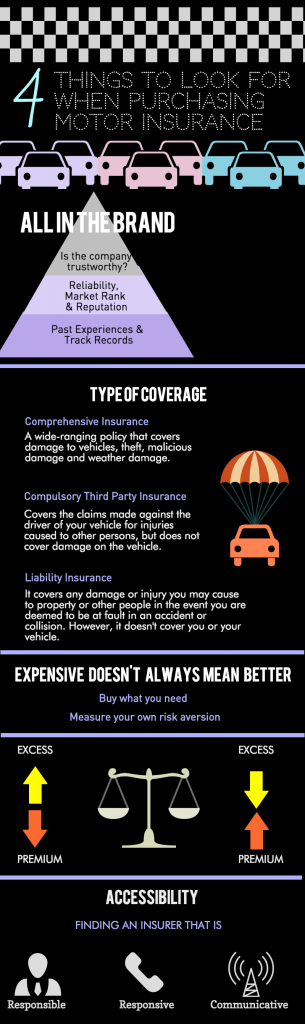 4 THINGS TO LOOK FOR
WHEN PURCHASING
MOTOR INSURANCE
ALL IN THE BRAND
Is the company
trustworthy?
Reliability,
Market Rank
& Reputation
Past Experiences &
Track Records
TYPE OF COVERAGE
Comprehensive Insurance
A wide-ranging policy that covers
damage to vehicles, theft, malicious
damage and weather damage.
Compulsory Third Party Insurance
Covers the claims made against the
driver of your vehicle for injuries
caused to other persons, but does not
cover damage on the vehicle.
Liability Insurance
It covers any damage or injury you may cause
to property or other people in the event you are
deemed to be at fault in an accident or
collision. However, it doesn't cover you or your
vehicle.
EXPENSIVE DOESN'T ALWAYS MEAN BETTER
Buy what you need
Measure your own risk aversion
EXCESS
EXCESS
PREMIUM
PREMIUM
ACCESSIBILITY
FINDING AN INSURER THAT IS
Responsible
Responsive
Communicative